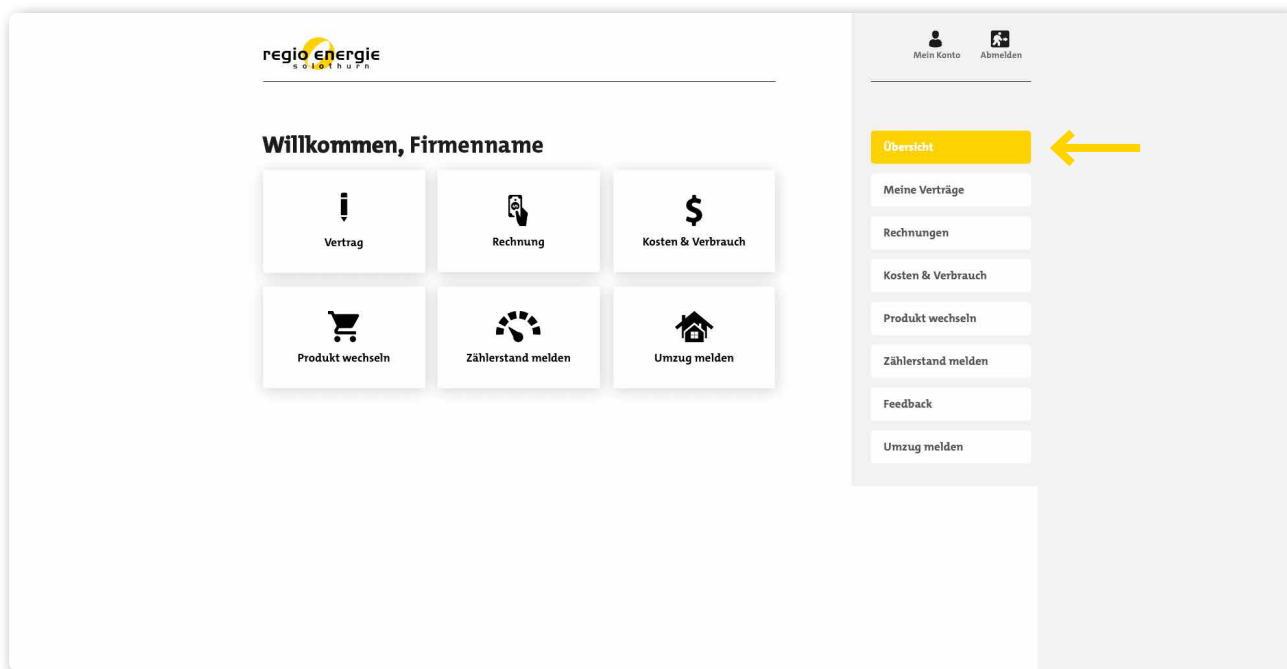 regio energie
solothurn
Mein Konto
Abmelden
Willkommen, Firmenname
Vertrag
Rechnung
$
Kosten & Verbrauch
Produkt wechseln
Zählerstand melden
Umzug melden
Übersicht
Meine Verträge
Rechnungen
Kosten & Verbrauch
Produkt wechseln
Zählerstand melden
Feedback
Umzug melden